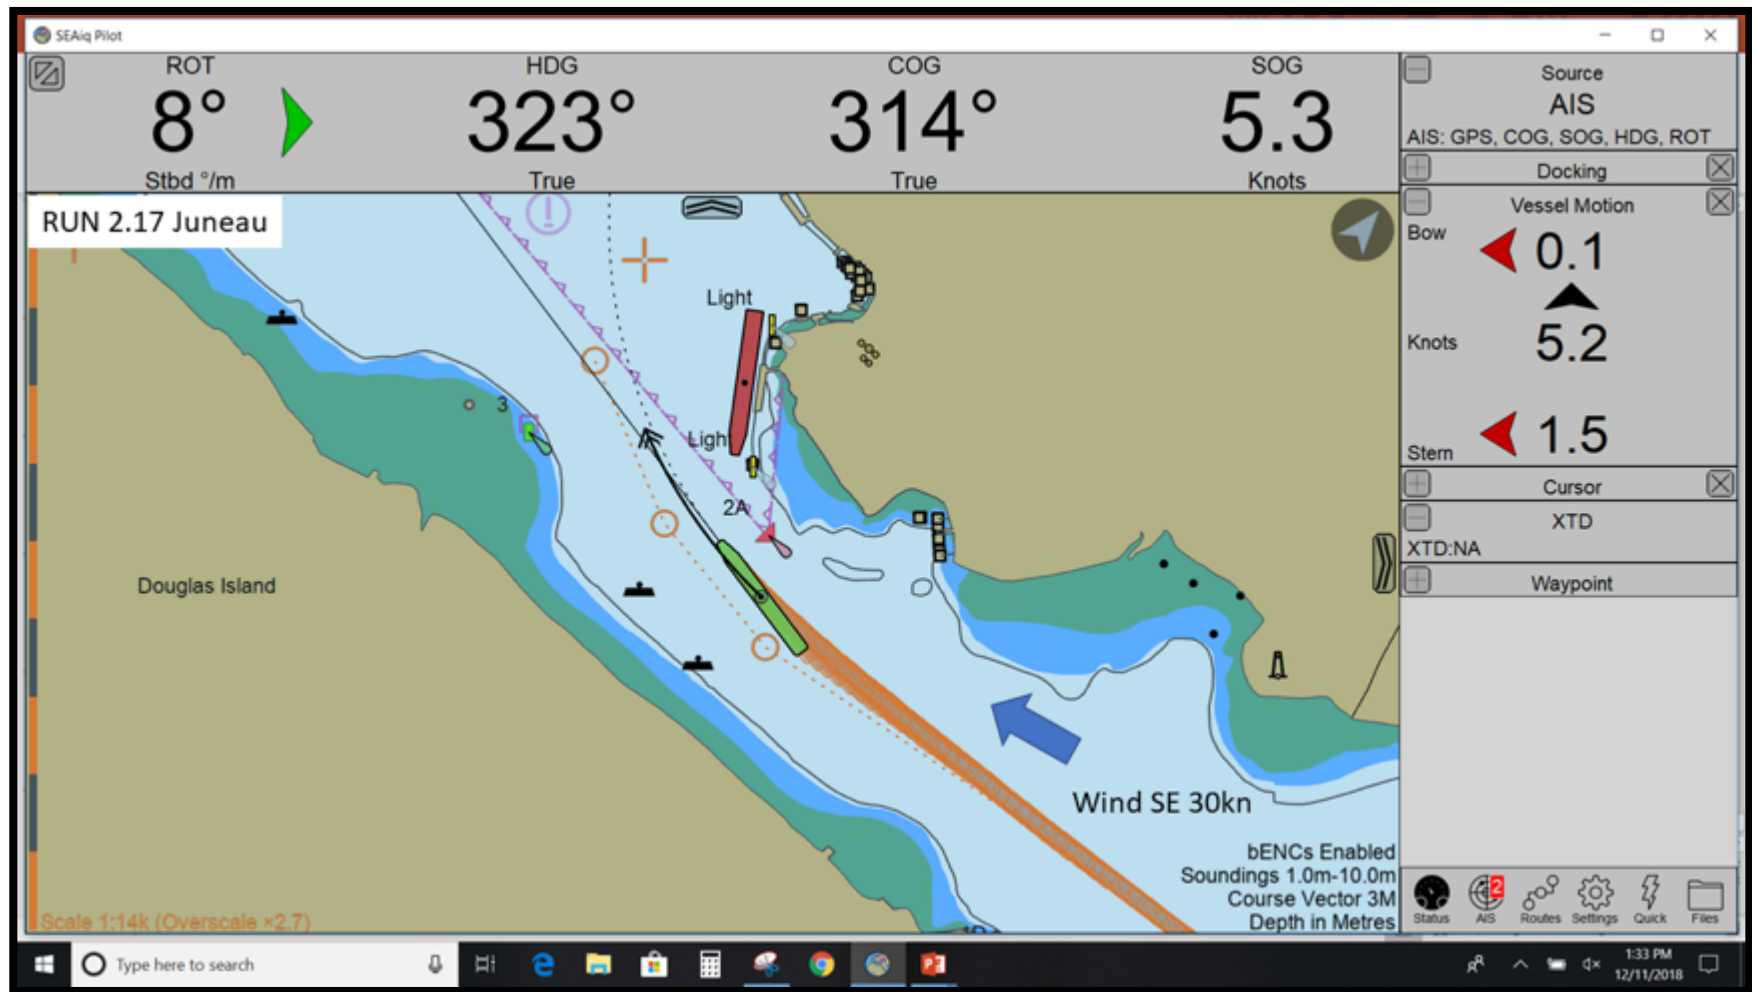 SEAiq Pilot
ROT
HDG
COG
SOG
8°
323°
314°
5.3
Stbd °/m
True
True
Knots
Source
AIS
AIS: GPS, COG, SOG, HDG, ROT
Docking
Vessel Motion
Bow
0.1
Knots
5.2
Stern
1.5
Cursor
XTD
XTD:NA
Waypoint
RUN 2.17 Juneau
Light
3
Light
2A
Douglas Island
Wind SE 30kn
bENCs Enabled
Soundings 1.0m-10.0m
Course Vector 3M
Depth in Metres
Scale 1:14k (Overscale ×2.7)
2
Status
AIS
Routes
Settings
Quick
Files
Type here to search
1:33 PM
12/11/2018